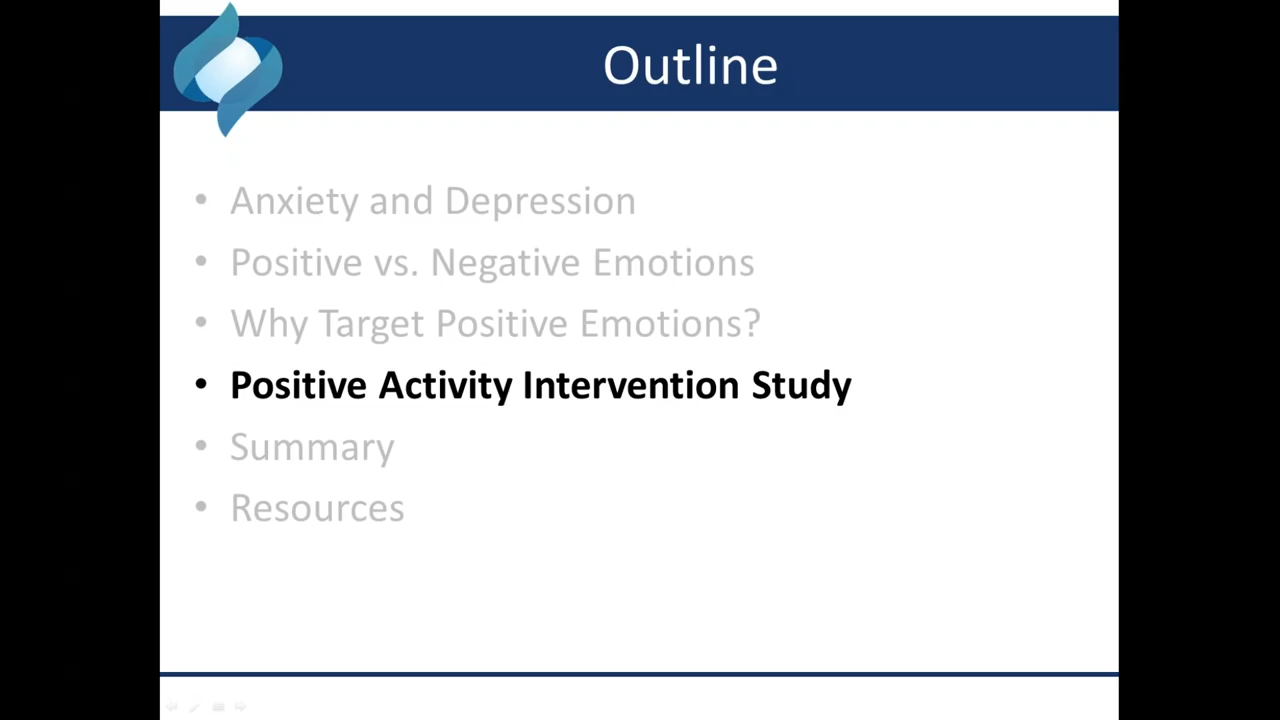 Outline
• Anxiety and Depression
• Positive vs. Negative Emotions
• Why Target Positive Emotions?
• Positive Activity Intervention Study
• Summary
• Resources